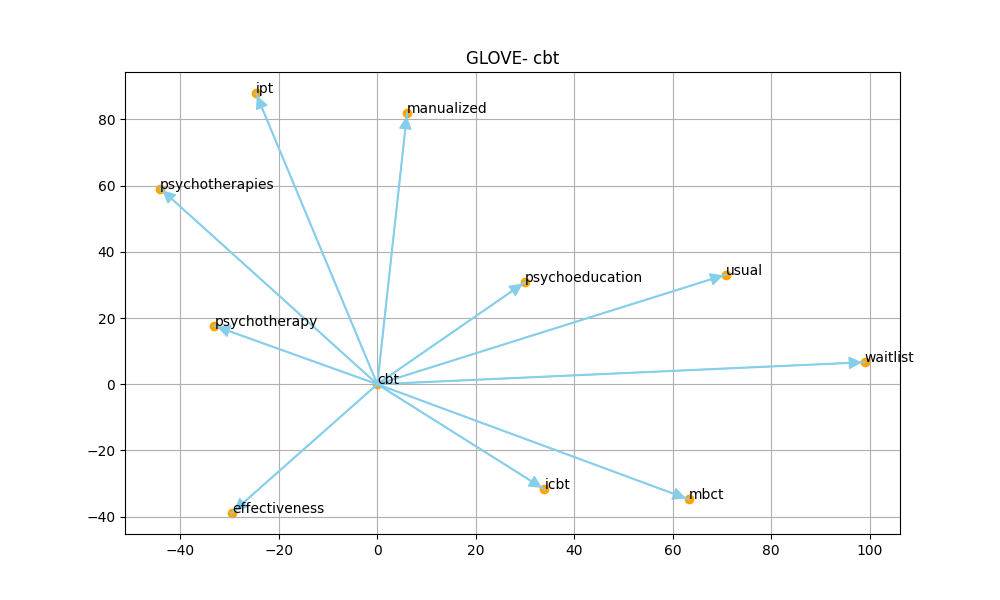 GLOVE- cbt
ipt
manualized
psychotherapies
psychoeducation
usual
psychotherapy
waitlist
cbt
icbt
mbct
effectiveness
80
60
40
20
0
−20
−40
−40 −20 0 20 40 60 80 100